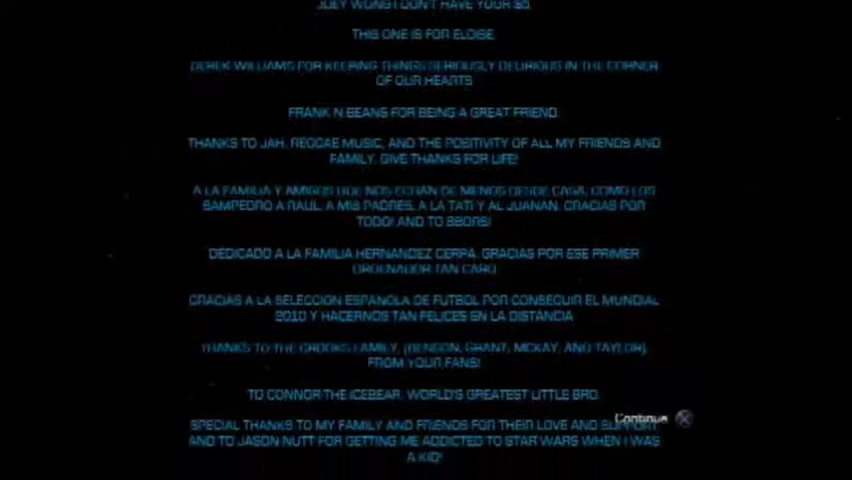 JOEY WONG I DON'T HAVE YOUR $5.
THIS ONE IS FOR ELOISE.
DEREK WILLIAMS FOR KEEPING THINGS SERIOUSLY DELIRIOUS IN THE CORNER
OF OUR HEARTS
FRANK N BEANS FOR BEING A GREAT FRIEND.
THANKS TO JAH, REGGAE MUSIC, AND THE POSITIVITY OF ALL MY FRIENDS AND
FAMILY. GIVE THANKS FOR LIFE!
A LA FAMILIA Y AMIGOS QUE NOS ECHAN DE MENOS DESDE CASA, COMO LOS
SAMPEDRO A RAUL, A MIS PADRES, A LA TATI Y AL JUANAN. GRACIAS POR
TODO! AND TO BBORS!
DEDICADO A LA FAMILIA HERNANDEZ CERPA. GRACIAS POR ESE PRIMER
ORDENADOR TAN CARO.
GRACIAS A LA SELECCION ESPANOLA DE FUTBOL POR CONSEGUIR EL MUNDIAL
2010 Y HACERNOS TAN FELICES EN LA DISTANCIA
THANKS TO THE CROOKS FAMILY, (BENSON, GRANT, MCKAY, AND TAYLOR),
FROM YOUR FANS!
TO CONNOR THE ICEBEAR. WORLD'S GREATEST LITTLE BRO.
Continue
SPECIAL THANKS TO MY FAMILY AND FRIENDS FOR THEIR LOVE AND SUPPORT
AND TO JASON NUTT FOR GETTING ME ADDICTED TO STAR WARS WHEN I WAS
A KID!